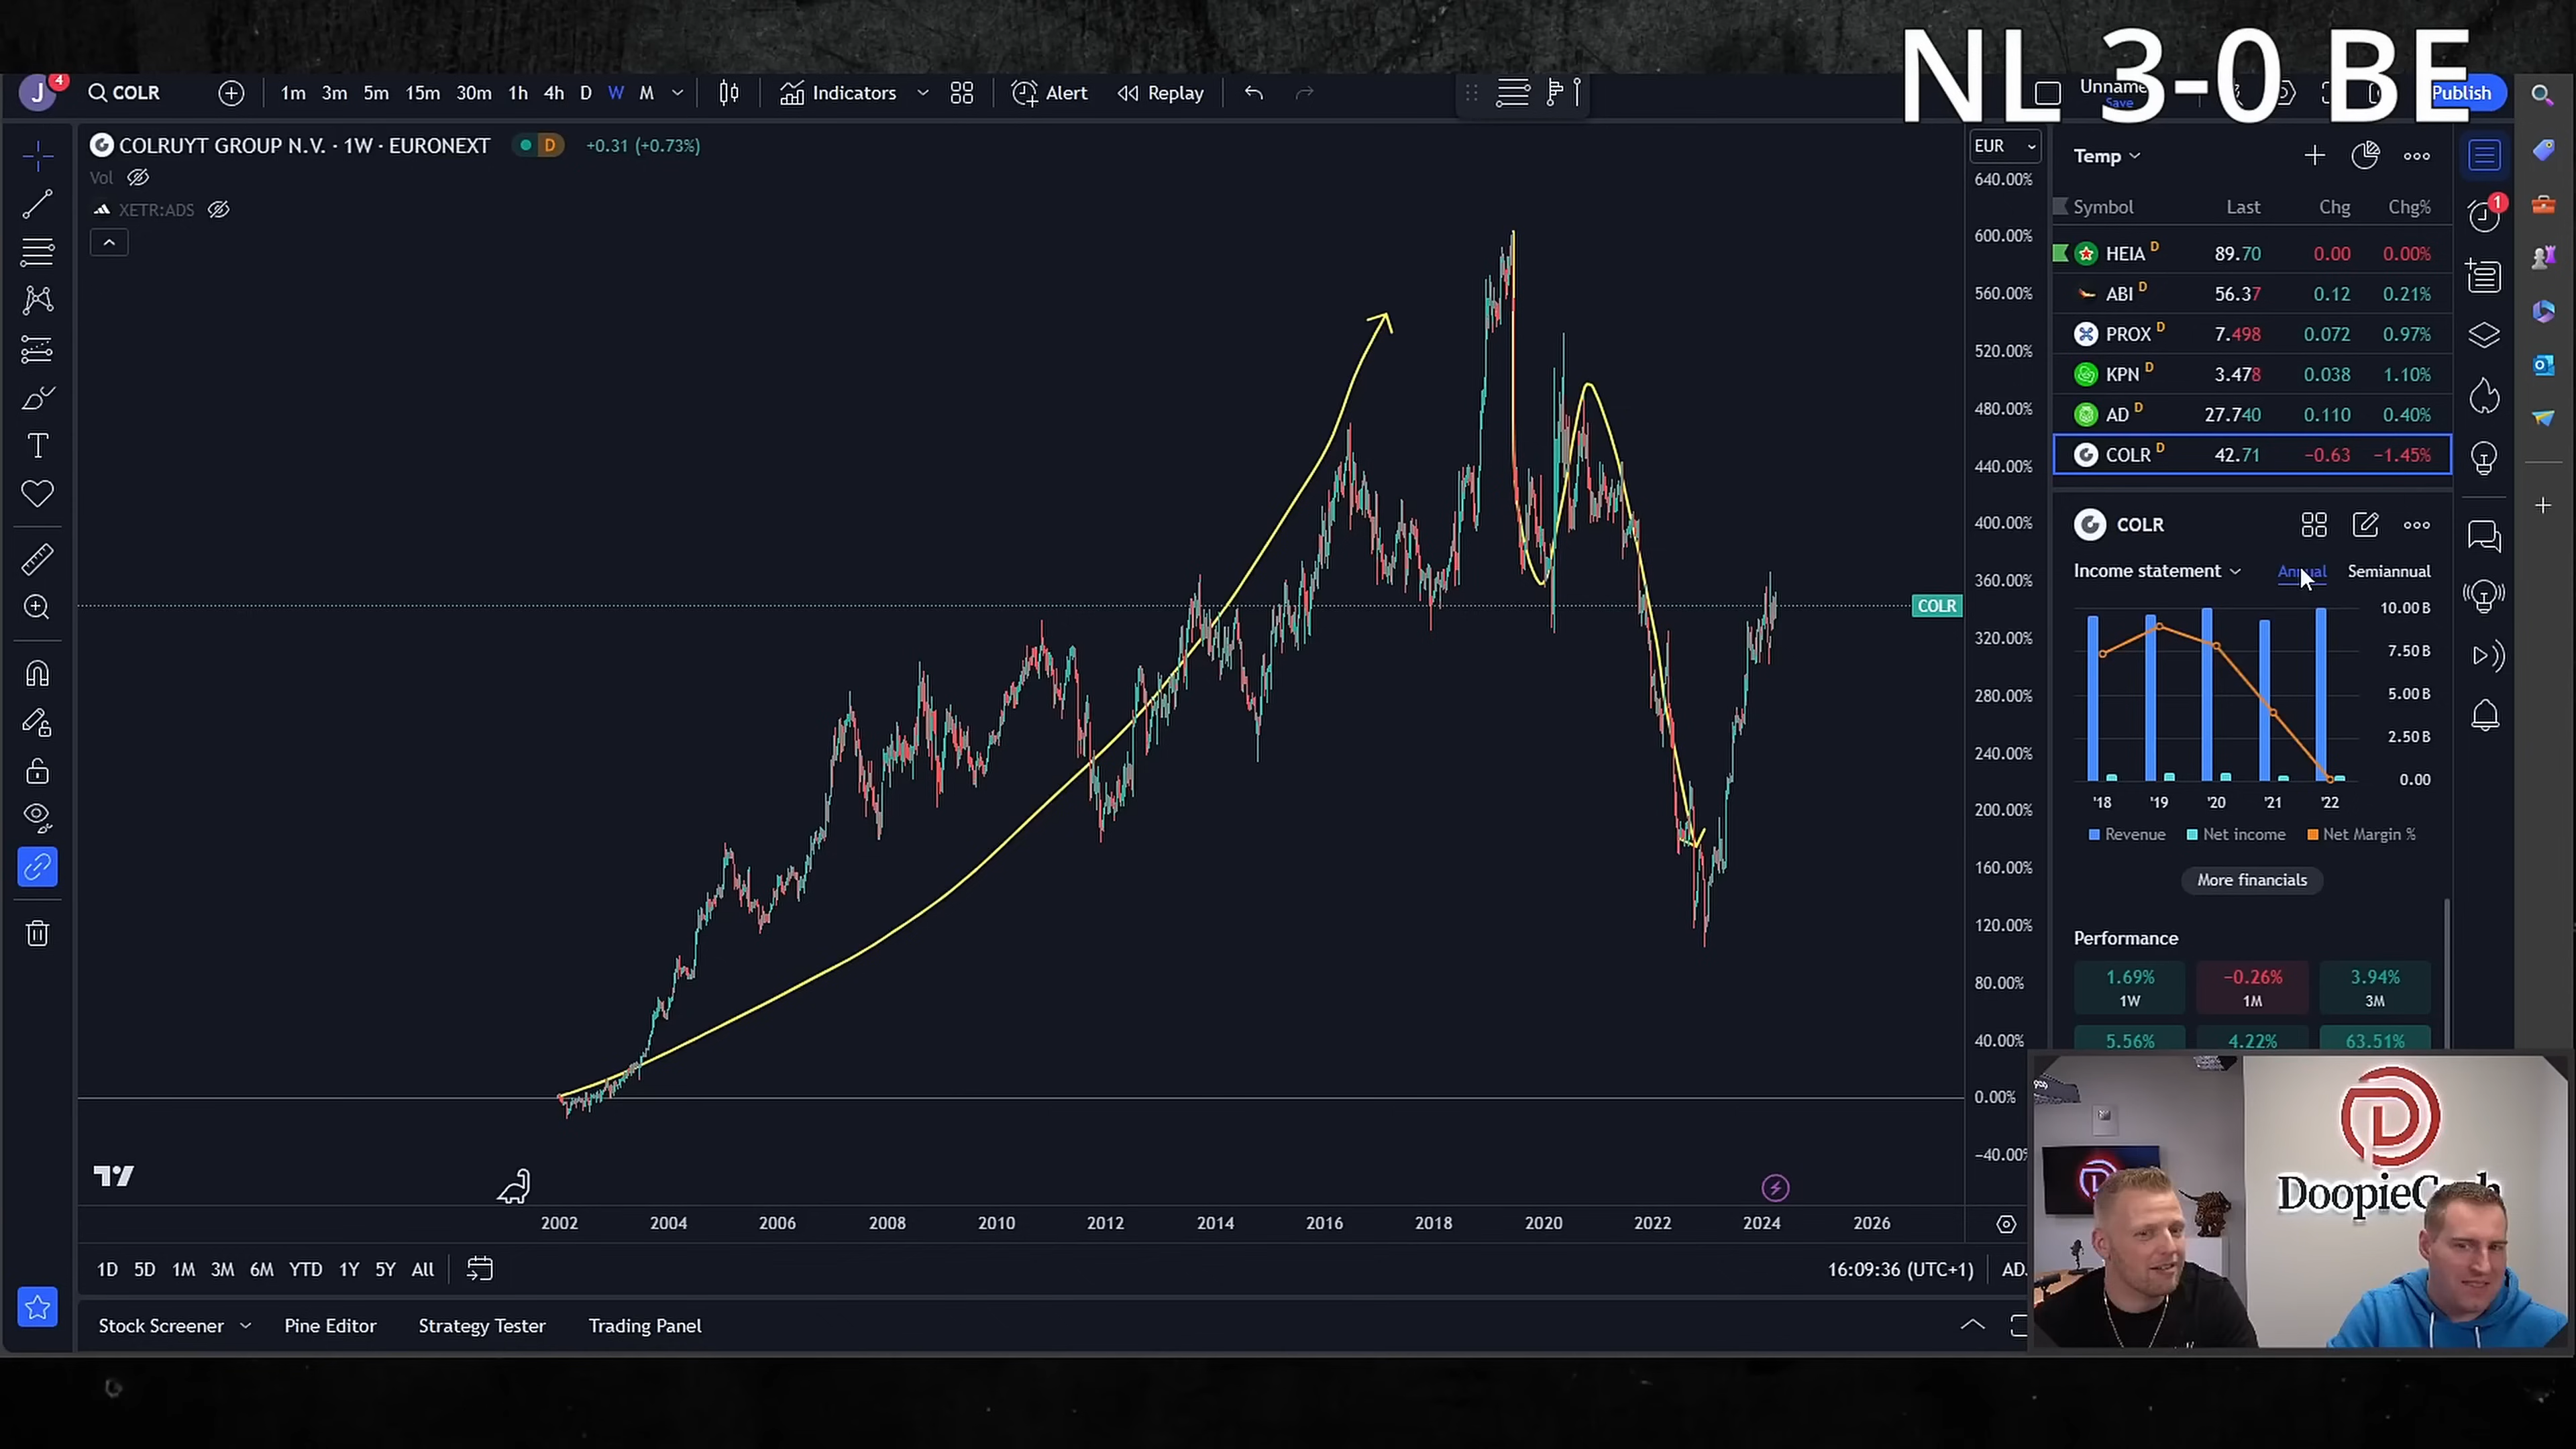 NL 3-0 BE
J 4 COLR 1m 3m 5m 15m 30m 1h 4h D W M Indicators Alert Replay Save Publish
COLRUYT GROUP N.V. · 1W · EURONEXT D +0.31 (+0.73%)
Vol
XETR:ADS
EUR
640.00%
600.00%
560.00%
520.00%
480.00%
440.00%
400.00%
360.00%
COLR
320.00%
280.00%
240.00%
200.00%
160.00%
120.00%
80.00%
40.00%
0.00%
2002 2004 2006 2008 2010 2012 2014 2016 2018 2020 2022 2024 2026
1D 5D 1M 3M 6M YTD 1Y 5Y All 16:09:36 (UTC+1)
Stock Screener Pine Editor Strategy Tester Trading Panel
Temp
1
Symbol Last Chg Chg%
HEIA D 89.70 0.00 0.00%
ABI D 56.37 0.12 0.21%
PROX D 7.498 0.072 0.97%
KPN D 3.478 0.038 1.10%
AD D 27.740 0.110 0.40%
COLR D 42.71 −0.63 −1.45%
COLR
Income statement Annual Semiannual
10.00 B
7.50 B
5.00 B
2.50 B
0.00
'18 '19 '20 '21 '22
Revenue Net income Net Margin %
More financials
Performance
1.69% −0.26% 3.94%
1W 1M 3M
5.56% 4.22% 63.51%